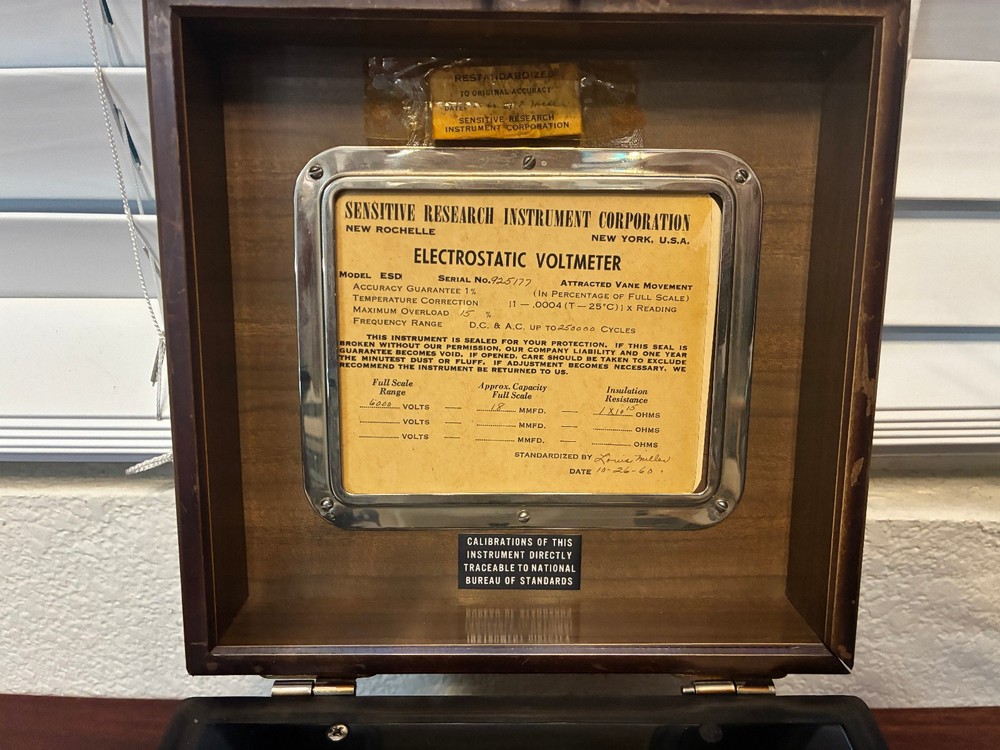 RESTANDARDIZED
TO ORIGINAL ACCURACY
DATE:
SENSITIVE RESEARCH
INSTRUMENT CORPORATION
SENSITIVE RESEARCH INSTRUMENT CORPORATION
NEW ROCHELLE NEW YORK, U.S.A.
ELECTROSTATIC VOLTMETER
MODEL ESD SERIAL No. 925177 ATTRACTED VANE MOVEMENT
ACCURACY GUARANTEE 1% (IN PERCENTAGE OF FULL SCALE)
TEMPERATURE CORRECTION [1 — .0004 (T — 25°C)] x READING
MAXIMUM OVERLOAD 15 %
FREQUENCY RANGE D.C. & A.C. UP TO 250000 CYCLES
THIS INSTRUMENT IS SEALED FOR YOUR PROTECTION. IF THIS SEAL IS
BROKEN WITHOUT OUR PERMISSION, OUR COMPANY LIABILITY AND ONE YEAR
GUARANTEE BECOMES VOID. IF OPENED, CARE SHOULD BE TAKEN TO EXCLUDE
THE MINUTEST DUST OR FLUFF. IF ADJUSTMENT BECOMES NECESSARY, WE
RECOMMEND THE INSTRUMENT BE RETURNED TO US.
Full Scale Approx. Capacity Insulation
Range Full Scale Resistance
6000 VOLTS — 18 MMFD. — 1 X 10^15 OHMS
VOLTS — MMFD. — OHMS
VOLTS — MMFD. — OHMS
STANDARDIZED BY Louis Miller
DATE 10-26-60.
CALIBRATIONS OF THIS
INSTRUMENT DIRECTLY
TRACEABLE TO NATIONAL
BUREAU OF STANDARDS